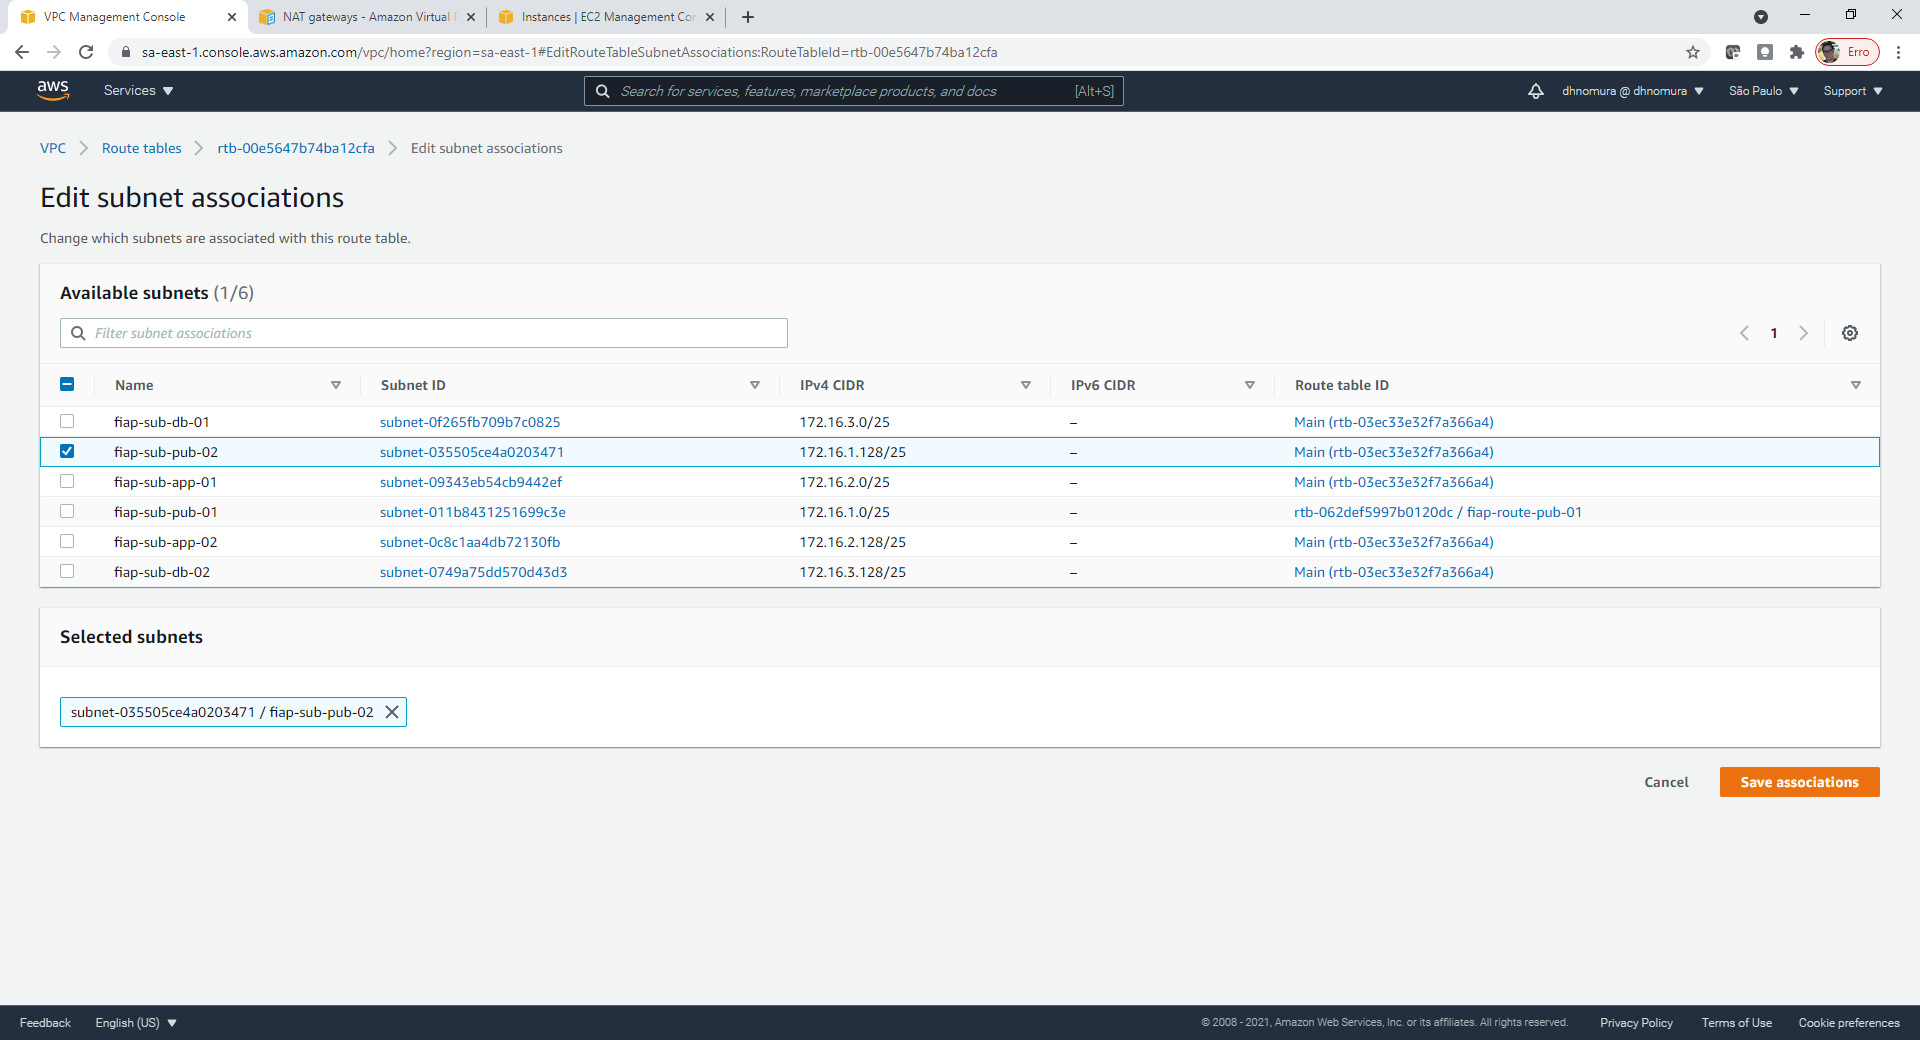 VPC Management Console
NAT gateways - Amazon Virtual
Instances | EC2 Management Con
sa-east-1.console.aws.amazon.com/vpc/home?region=sa-east-1#EditRouteTableSubnetAssociations:RouteTableId=rtb-00e5647b74ba12cfa
Erro
aws
Services
Search for services, features, marketplace products, and docs
[Alt+S]
dhnomura @ dhnomura
São Paulo
Support
VPC
Route tables
rtb-00e5647b74ba12cfa
Edit subnet associations
Edit subnet associations
Change which subnets are associated with this route table.
Available subnets (1/6)
Filter subnet associations
1
Name
Subnet ID
IPv4 CIDR
IPv6 CIDR
Route table ID
fiap-sub-db-01
subnet-0f265fb709b7c0825
172.16.3.0/25
–
Main (rtb-03ec33e32f7a366a4)
fiap-sub-pub-02
subnet-035505ce4a0203471
172.16.1.128/25
–
Main (rtb-03ec33e32f7a366a4)
fiap-sub-app-01
subnet-09343eb54cb9442ef
172.16.2.0/25
–
Main (rtb-03ec33e32f7a366a4)
fiap-sub-pub-01
subnet-011b8431251699c3e
172.16.1.0/25
–
rtb-062def5997b0120dc / fiap-route-pub-01
fiap-sub-app-02
subnet-0c8c1aa4db72130fb
172.16.2.128/25
–
Main (rtb-03ec33e32f7a366a4)
fiap-sub-db-02
subnet-0749a75dd570d43d3
172.16.3.128/25
–
Main (rtb-03ec33e32f7a366a4)
Selected subnets
subnet-035505ce4a0203471 / fiap-sub-pub-02
Cancel
Save associations
Feedback
English (US)
© 2008 - 2021, Amazon Web Services, Inc. or its affiliates. All rights reserved.
Privacy Policy
Terms of Use
Cookie preferences